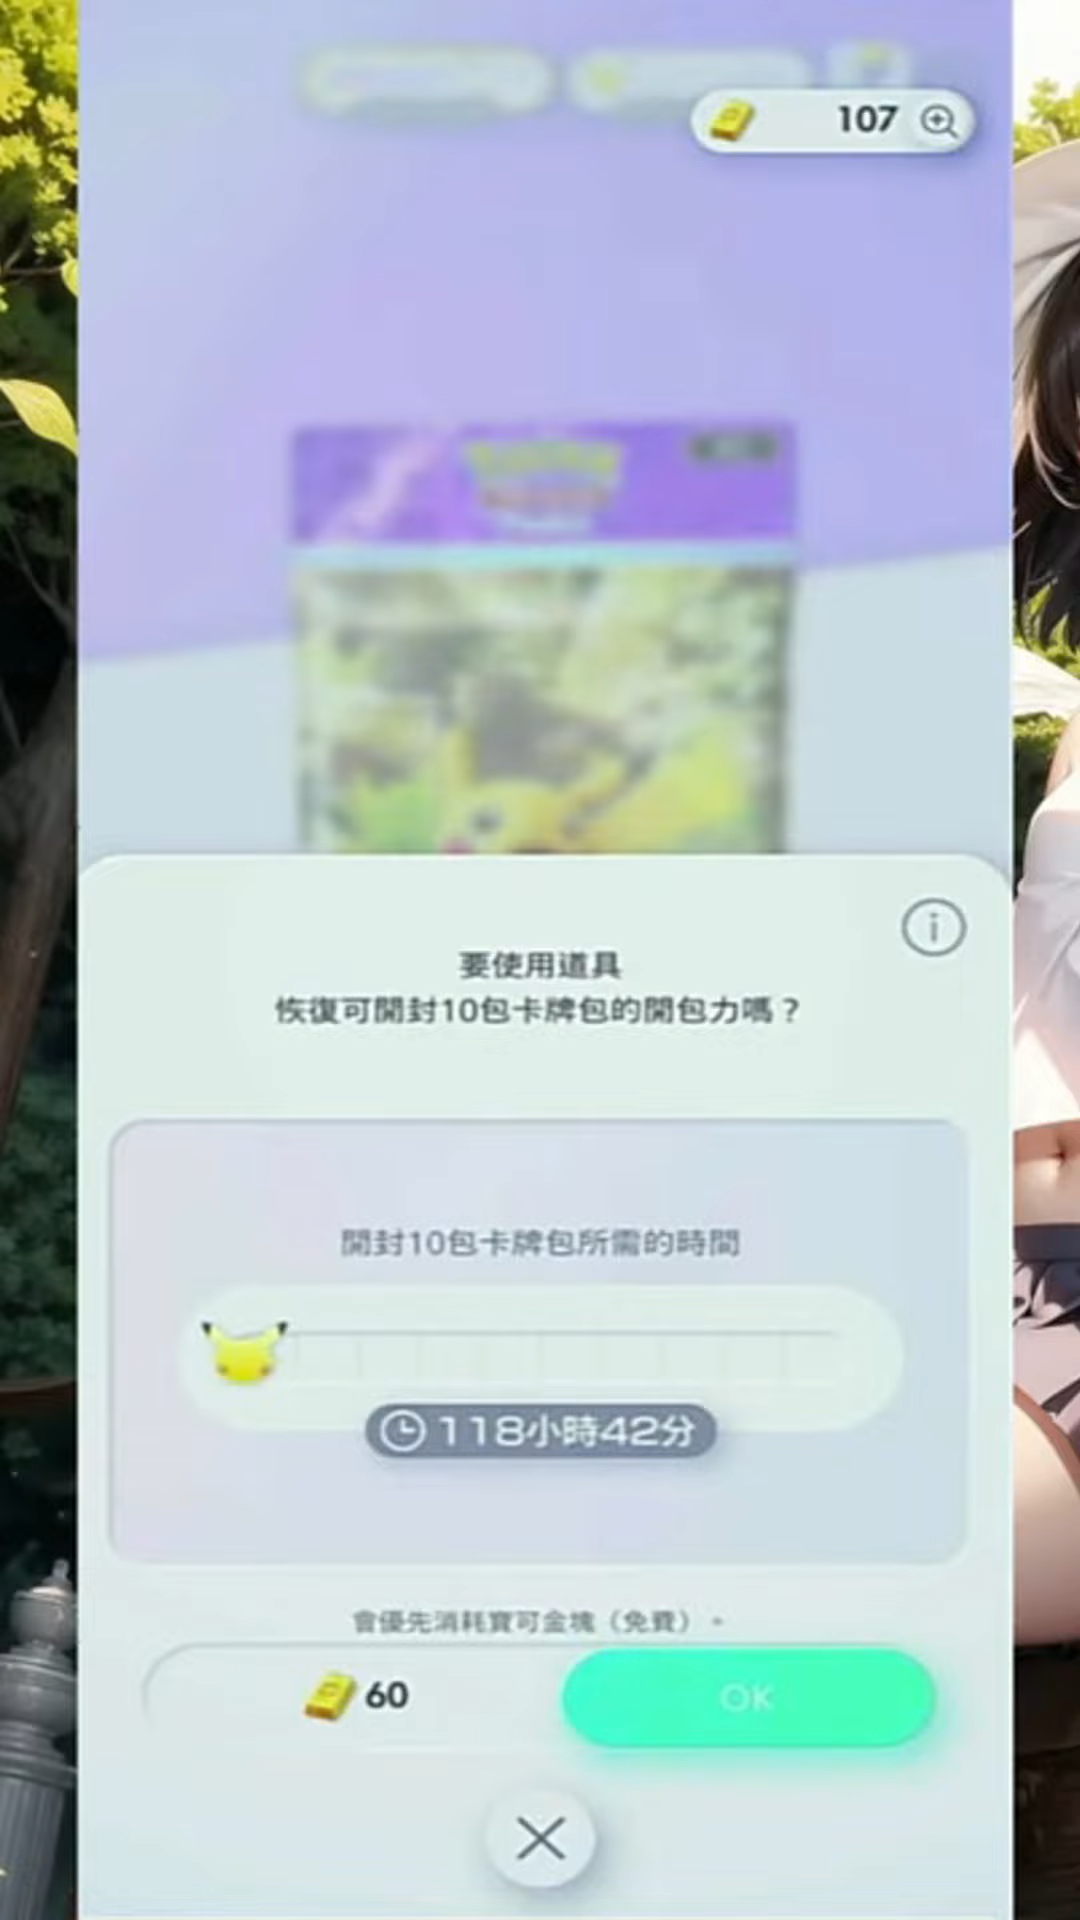 107
要使用道具
恢復可開封10包卡牌包的開包力嗎？
開封10包卡牌包所需的時間
118小時42分
會優先消耗寶可金塊（免費）。
60
OK